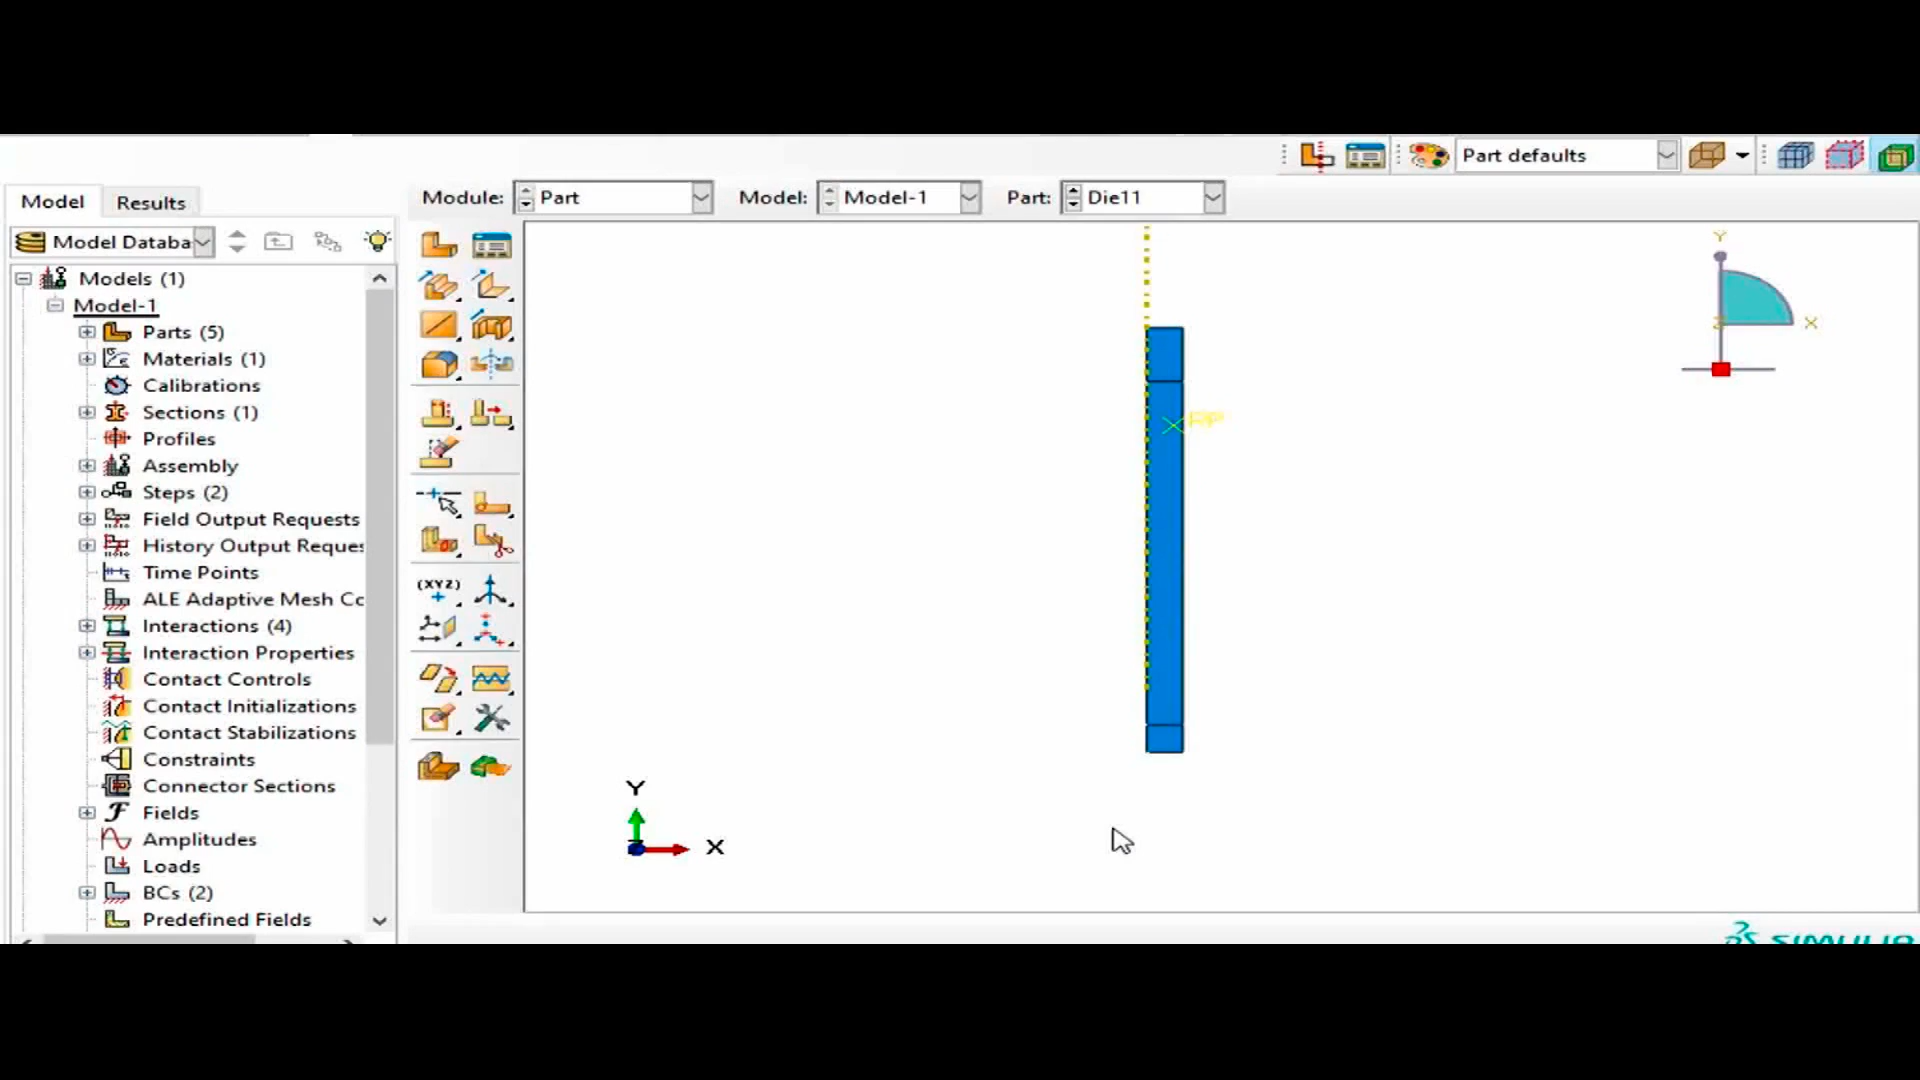 Part defaults
Model Results
Module: Part Model: Model-1 Part: Die11
Model Databa
Models (1)
Model-1
Parts (5)
Materials (1)
Calibrations
Sections (1)
Profiles
Assembly
Steps (2)
Field Output Requests
History Output Reques
Time Points
ALE Adaptive Mesh Co
Interactions (4)
Interaction Properties
Contact Controls
Contact Initializations
Contact Stabilizations
Constraints
Connector Sections
Fields
Amplitudes
Loads
BCs (2)
Predefined Fields
(XYZ)
RP
Y
X
Z
Y
X
SIMULIA